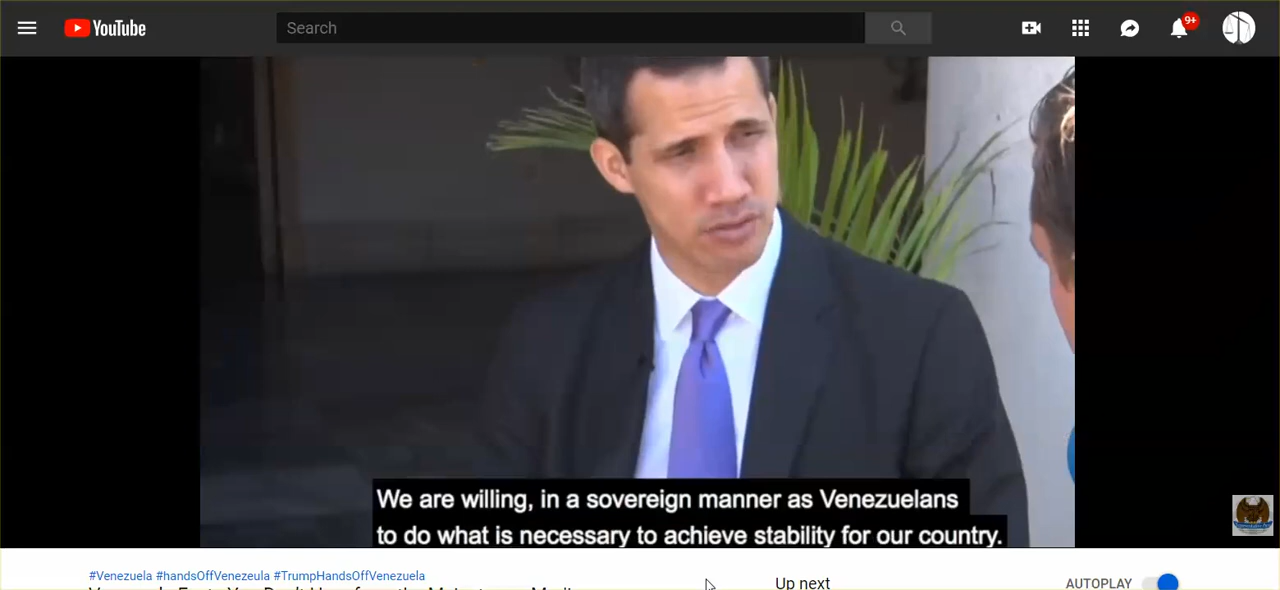 YouTube
Search
9+
We are willing, in a sovereign manner as Venezuelans
to do what is necessary to achieve stability for our country.
#Venezuela #handsOffVenezeula #TrumpHandsOffVenezuela
Up next
AUTOPLAY